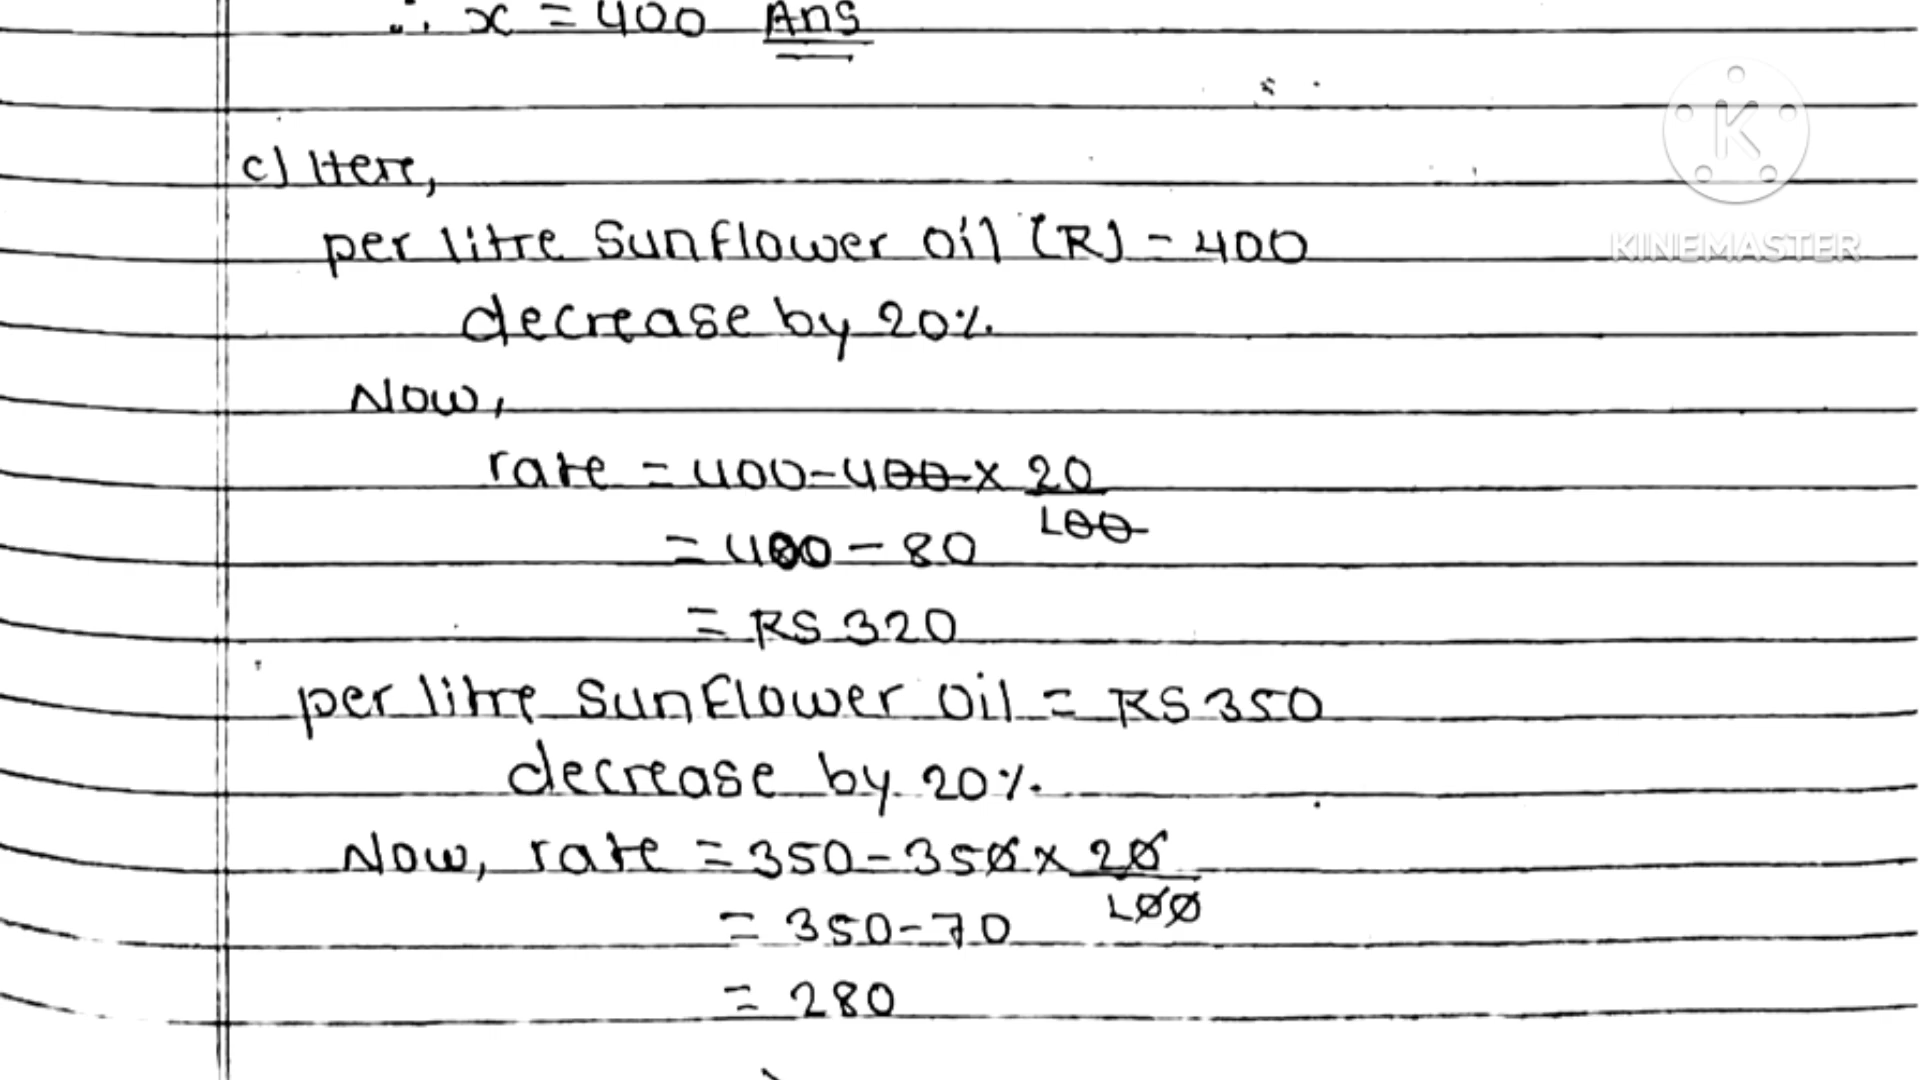 ∴ x = 400 Ans
c) Here,
per litre Sunflower oil (R) = 400
decrease by 20%.
Now,
rate = 400 - 400 × 20/100
= 400 - 80
= RS 320
per litre Sunflower oil = RS 350
decrease by 20%.
Now, rate = 350 - 350 × 20/100
= 350 - 70
= 280
K
KINEMASTER